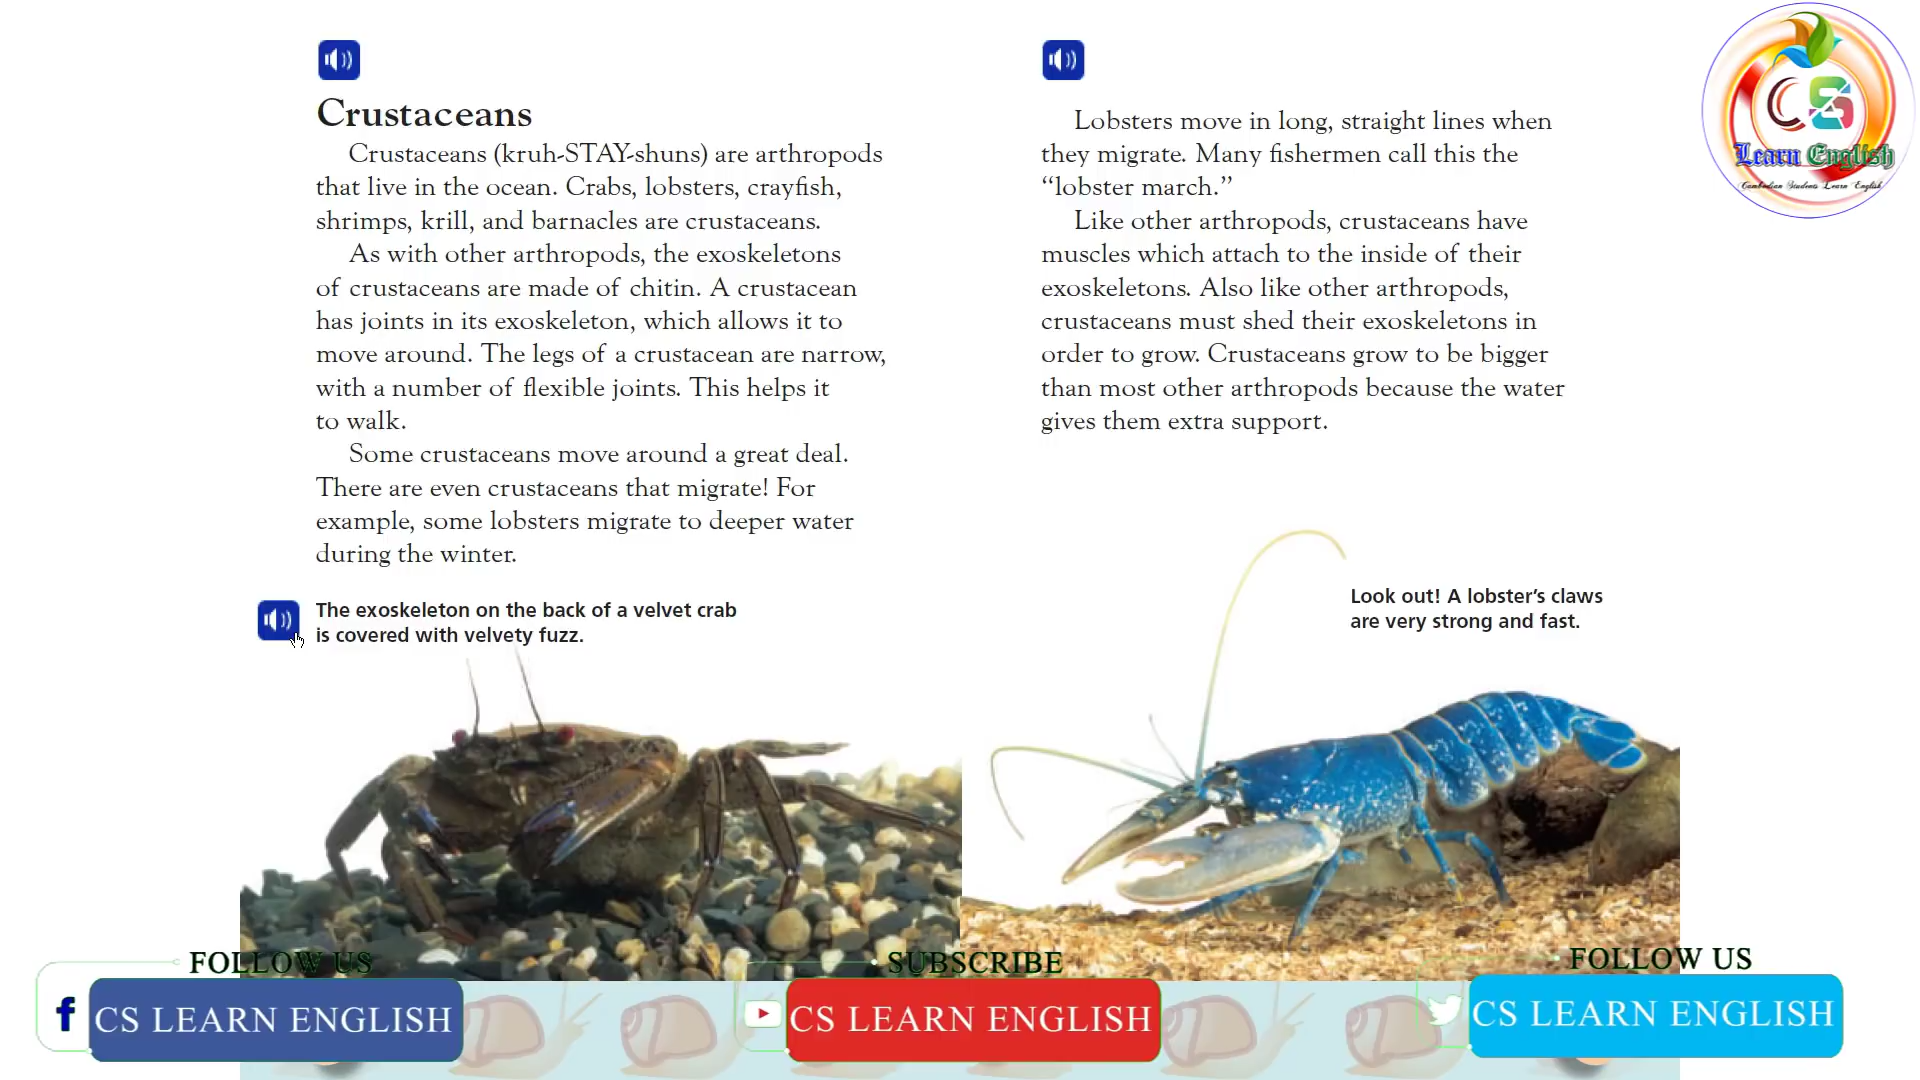 Crustaceans
Crustaceans (kruh-STAY-shuns) are arthropods
that live in the ocean. Crabs, lobsters, crayfish,
shrimps, krill, and barnacles are crustaceans.
As with other arthropods, the exoskeletons
of crustaceans are made of chitin. A crustacean
has joints in its exoskeleton, which allows it to
move around. The legs of a crustacean are narrow,
with a number of flexible joints. This helps it
to walk.
Some crustaceans move around a great deal.
There are even crustaceans that migrate! For
example, some lobsters migrate to deeper water
during the winter.
The exoskeleton on the back of a velvet crab
is covered with velvety fuzz.
Lobsters move in long, straight lines when
they migrate. Many fishermen call this the
“lobster march.”
Like other arthropods, crustaceans have
muscles which attach to the inside of their
exoskeletons. Also like other arthropods,
crustaceans must shed their exoskeletons in
order to grow. Crustaceans grow to be bigger
than most other arthropods because the water
gives them extra support.
Look out! A lobster’s claws
are very strong and fast.
CS
Learn English
Cambodian Students Learn English
FOLLOW US
f CS LEARN ENGLISH
SUBSCRIBE
CS LEARN ENGLISH
FOLLOW US
CS LEARN ENGLISH